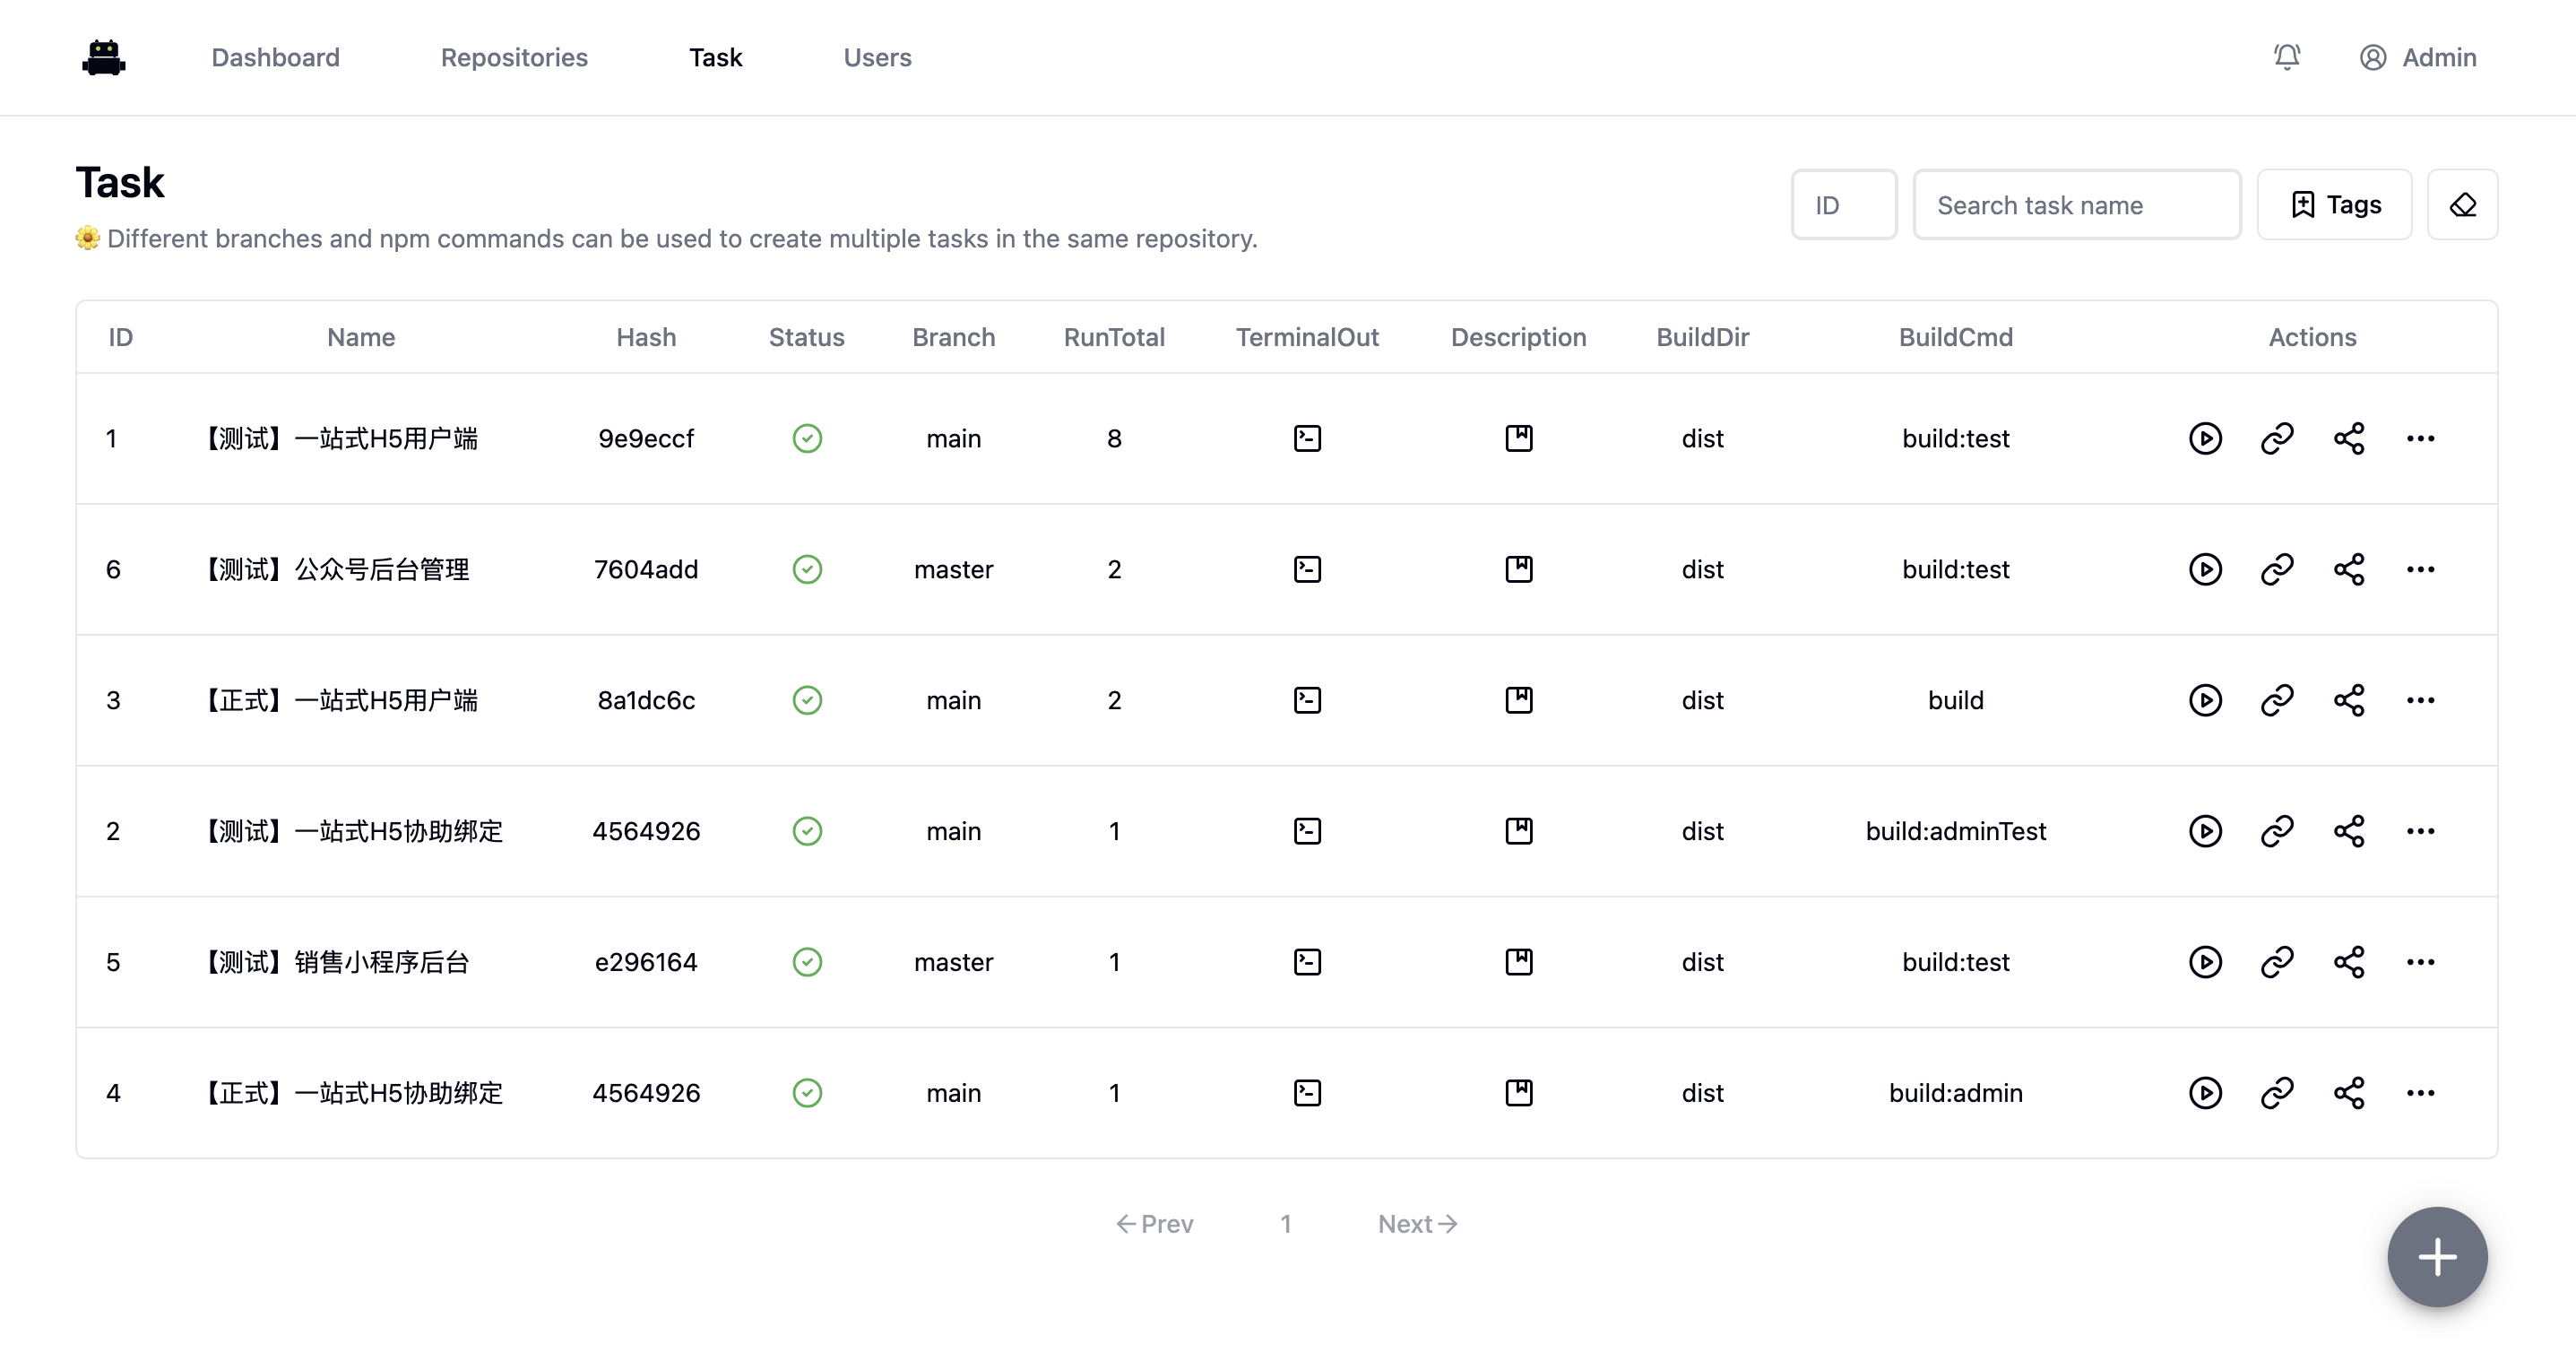 Dashboard Repositories Task Users Admin
Task
ID Search task name Tags
🌼 Different branches and npm commands can be used to create multiple tasks in the same repository.
ID Name Hash Status Branch RunTotal TerminalOut Description BuildDir BuildCmd Actions
1 【测试】一站式H5用户端 9e9eccf main 8 dist build:test
6 【测试】公众号后台管理 7604add master 2 dist build:test
3 【正式】一站式H5用户端 8a1dc6c main 2 dist build
2 【测试】一站式H5协助绑定 4564926 main 1 dist build:adminTest
5 【测试】销售小程序后台 e296164 master 1 dist build:test
4 【正式】一站式H5协助绑定 4564926 main 1 dist build:admin
Prev 1 Next